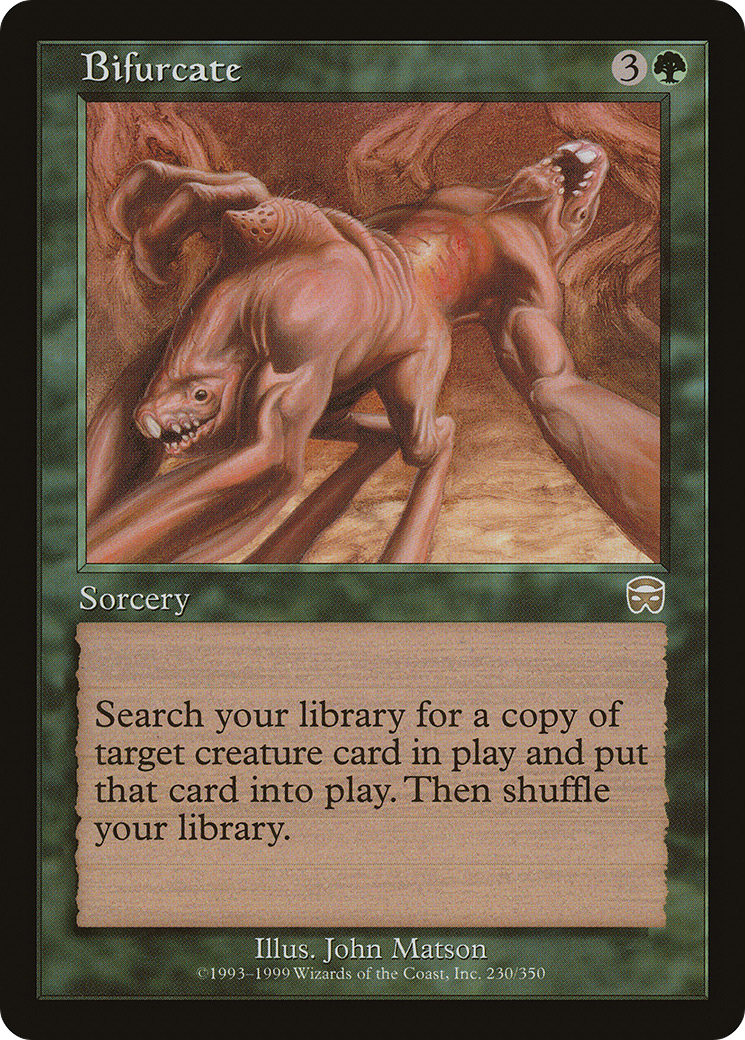 Bifurcate 3
Sorcery
Search your library for a copy of
target creature card in play and put
that card into play. Then shuffle
your library.
Illus. John Matson
©1993–1999 Wizards of the Coast, Inc. 230/350